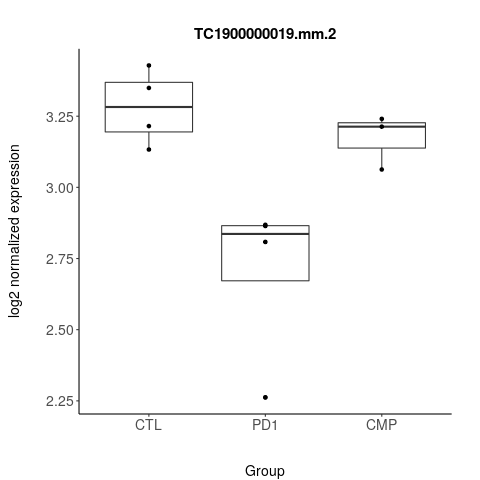 TC1900000019.mm.2
log2 normalized expression
3.25
3.00
2.75
2.50
2.25
CTL
PD1
CMP
Group